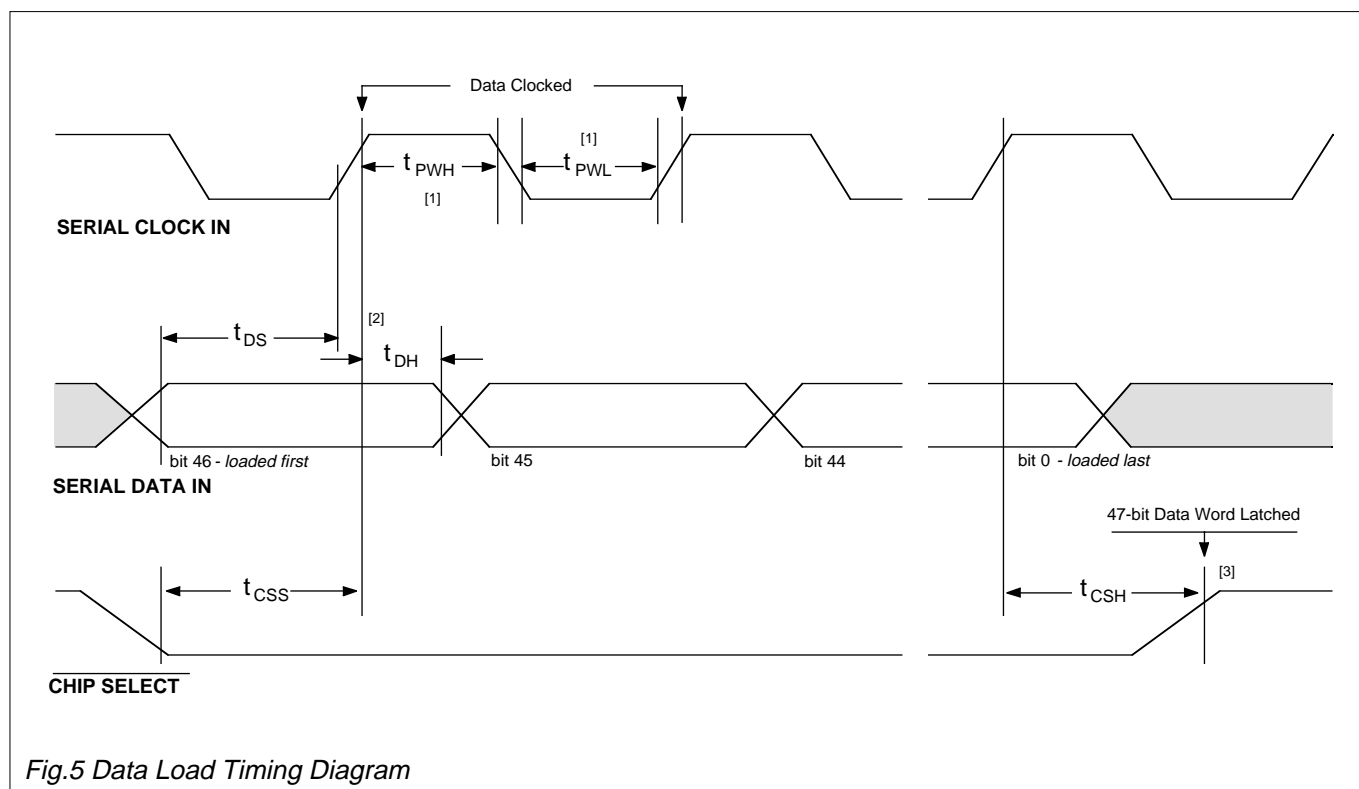 Data Clocked
[1]
t PWH
t PWL
[1]
SERIAL CLOCK IN
[2]
t DS
t DH
bit 46 - loaded first
bit 45
bit 44
bit 0 - loaded last
SERIAL DATA IN
47-bit Data Word Latched
[3]
t CSS
t CSH
CHIP SELECT
Fig.5 Data Load Timing Diagram